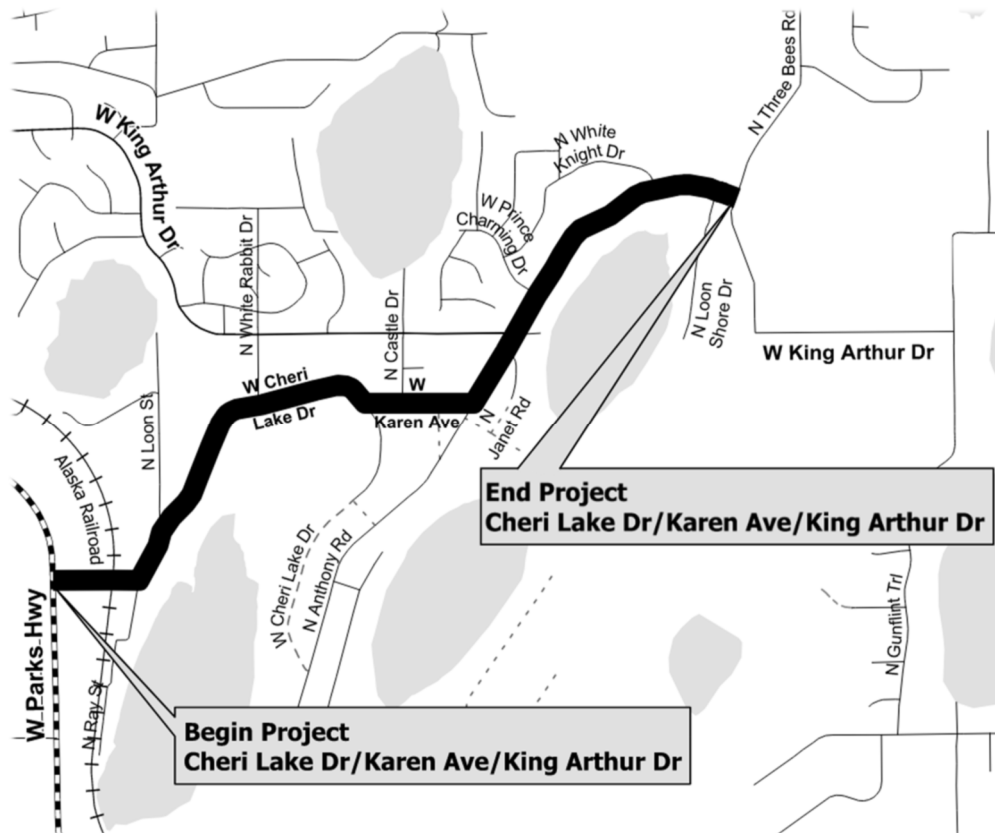 N Three Bees Rd
W King Arthur Dr
N White
Knight Dr
W Prince
Charming Dr
N White Rabbit Dr
N Castle Dr
N Loon
Shore Dr
W King Arthur Dr
W Cheri
Lake Dr
W
Karen Ave
N
Janet Rd
N Loon St
Alaska Railroad
End Project
Cheri Lake Dr/Karen Ave/King Arthur Dr
W Cheri Lake Dr
N Anthony Rd
N Gunflint Trl
W Parks Hwy
N Ray St
Begin Project
Cheri Lake Dr/Karen Ave/King Arthur Dr